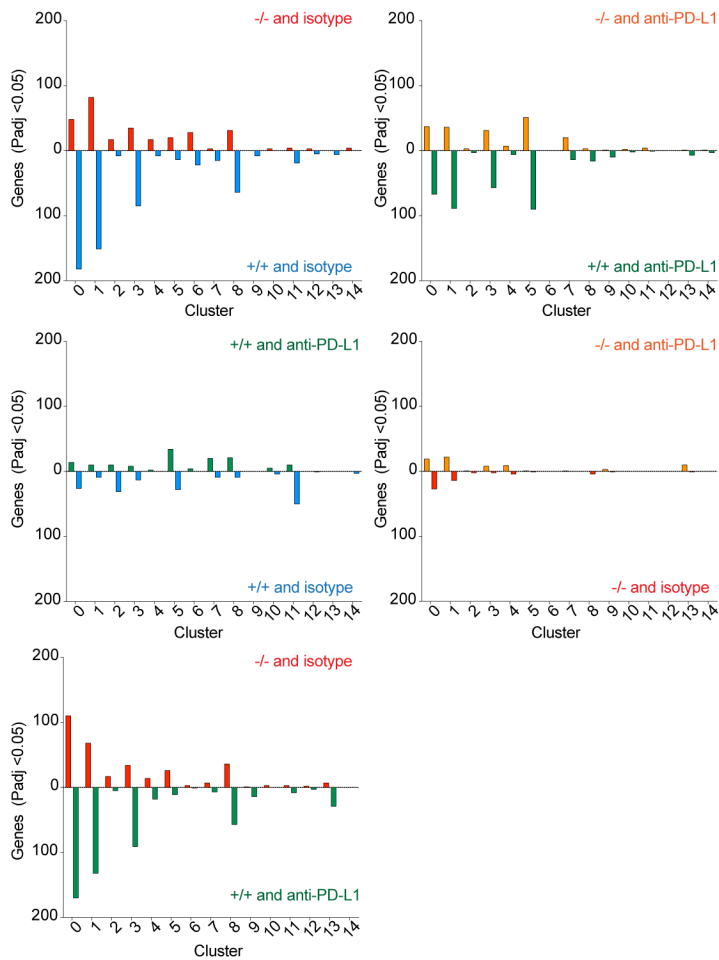 200
-/- and isotype
100
0
100
200
Genes (Padj <0.05)
+/+ and isotype
0 1 2 3 4 5 6 7 8 9 10 11 12 13 14
Cluster
200
-/- and anti-PD-L1
100
0
100
200
Genes (Padj <0.05)
+/+ and anti-PD-L1
0 1 2 3 4 5 6 7 8 9 10 11 12 13 14
Cluster
200
+/+ and anti-PD-L1
100
0
100
200
Genes (Padj <0.05)
+/+ and isotype
0 1 2 3 4 5 6 7 8 9 10 11 12 13 14
Cluster
200
-/- and anti-PD-L1
100
0
100
200
Genes (Padj <0.05)
-/- and isotype
0 1 2 3 4 5 6 7 8 9 10 11 12 13 14
Cluster
200
-/- and isotype
100
0
100
200
Genes (Padj <0.05)
+/+ and anti-PD-L1
0 1 2 3 4 5 6 7 8 9 10 11 12 13 14
Cluster